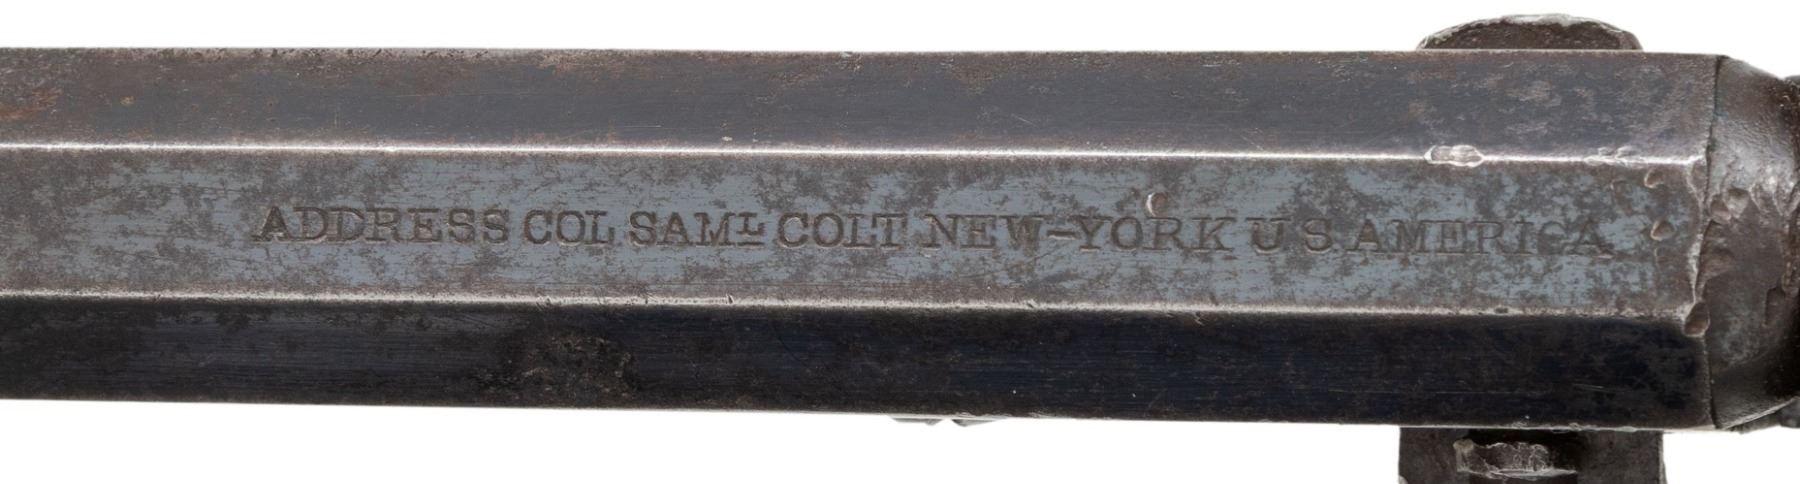 ADDRESS COL SAMᴸ COLT NEW-YORK U.S. AMERICA